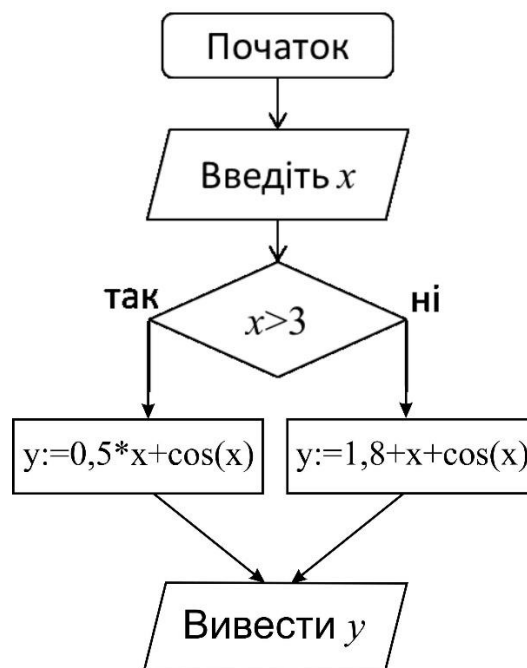 Початок
Введіть x
так
ні
x>3
y:=0,5*x+cos(x)
y:=1,8+x+cos(x)
Вивести y